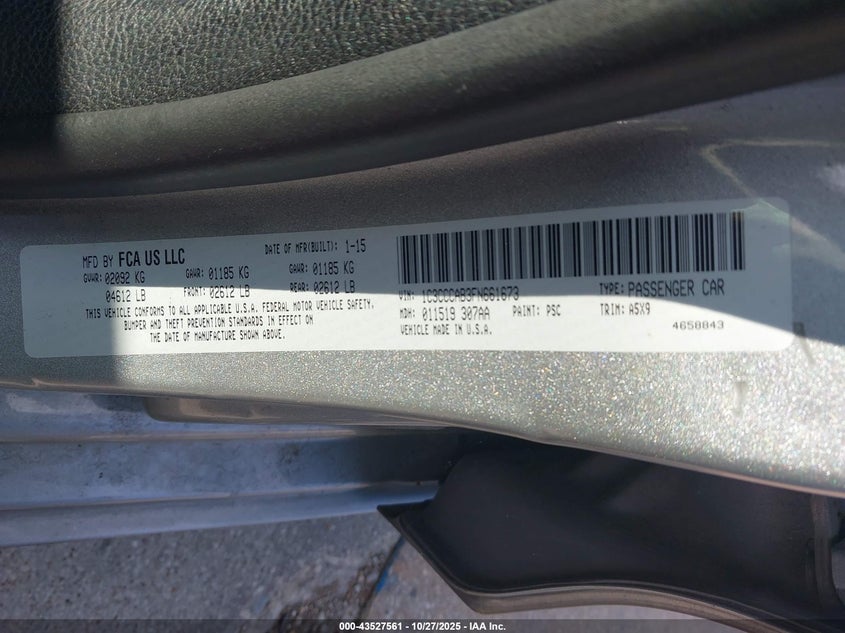 MFD BY FCA US LLC DATE OF MFR(BUILT): 1-15
GVWR: 02092 KG GAWR: 01185 KG GAWR: 01185 KG
04612 LB FRONT: 02612 LB REAR: 02612 LB
THIS VEHICLE CONFORMS TO ALL APPLICABLE U.S.A. FEDERAL MOTOR VEHICLE SAFETY,
BUMPER AND THEFT PREVENTION STANDARDS IN EFFECT ON
THE DATE OF MANUFACTURE SHOWN ABOVE.
VIN: 1C3CCCAB3FN661673 TYPE: PASSENGER CAR
MDH: 011519 307AA PAINT: PSC TRIM: A5X9
VEHICLE MADE IN U.S.A. 4658843
000-43527561 | 10/27/2025 - IAA Inc.